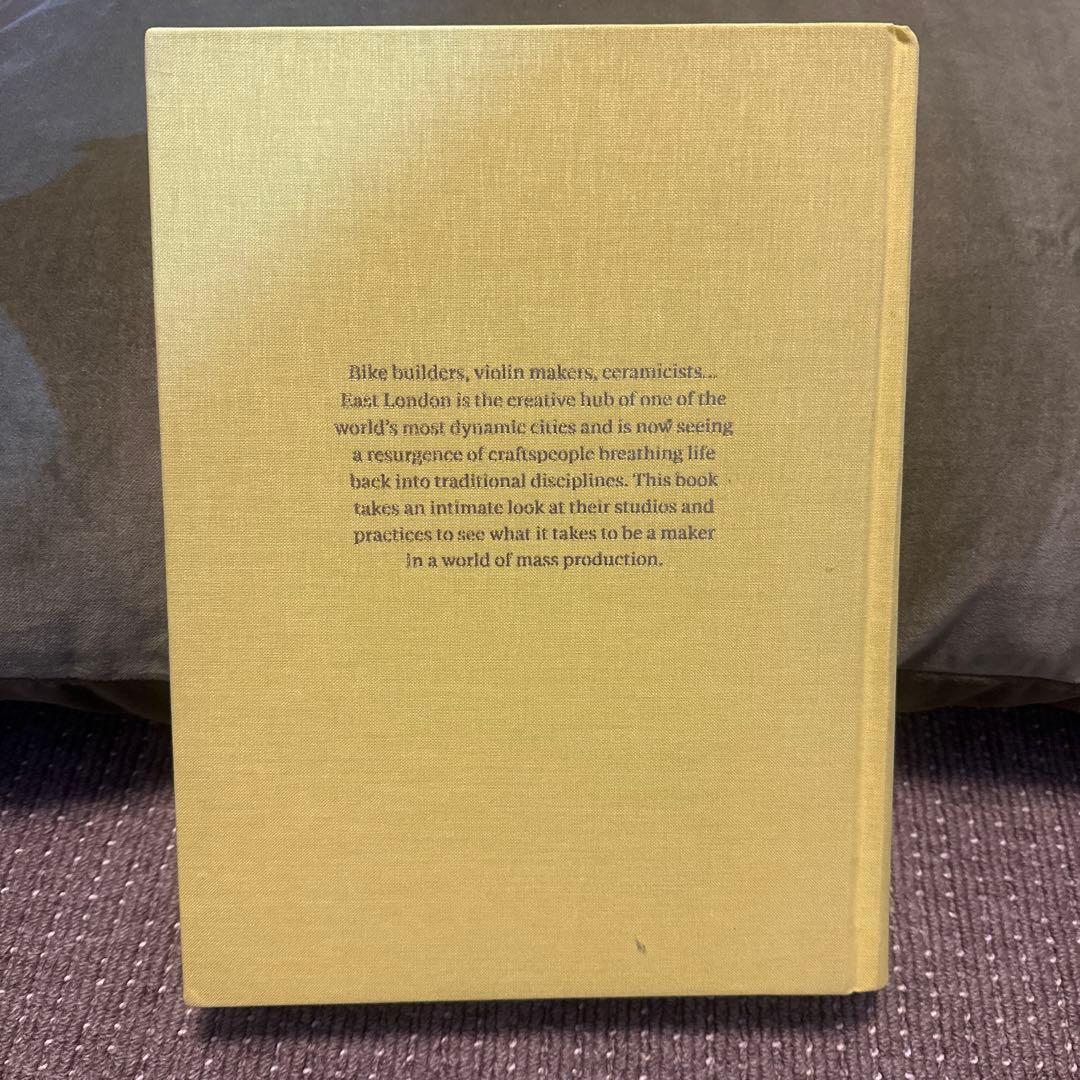 Bike builders, violin makers, ceramicists...
East London is the creative hub of one of the
world's most dynamic cities and is now seeing
a resurgence of craftspeople breathing life
back into traditional disciplines. This book
takes an intimate look at their studios and
practices to see what it takes to be a maker
in a world of mass production.